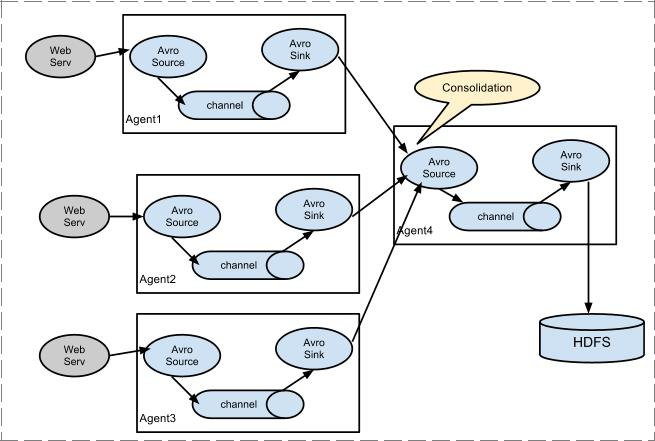 Web
Serv
Avro
Source
Avro
Sink
channel
Agent1
Consolidation
Web
Serv
Avro
Source
Avro
Sink
channel
Agent2
Avro
Source
Avro
Sink
channel
Agent4
Web
Serv
Avro
Source
Avro
Sink
channel
Agent3
HDFS